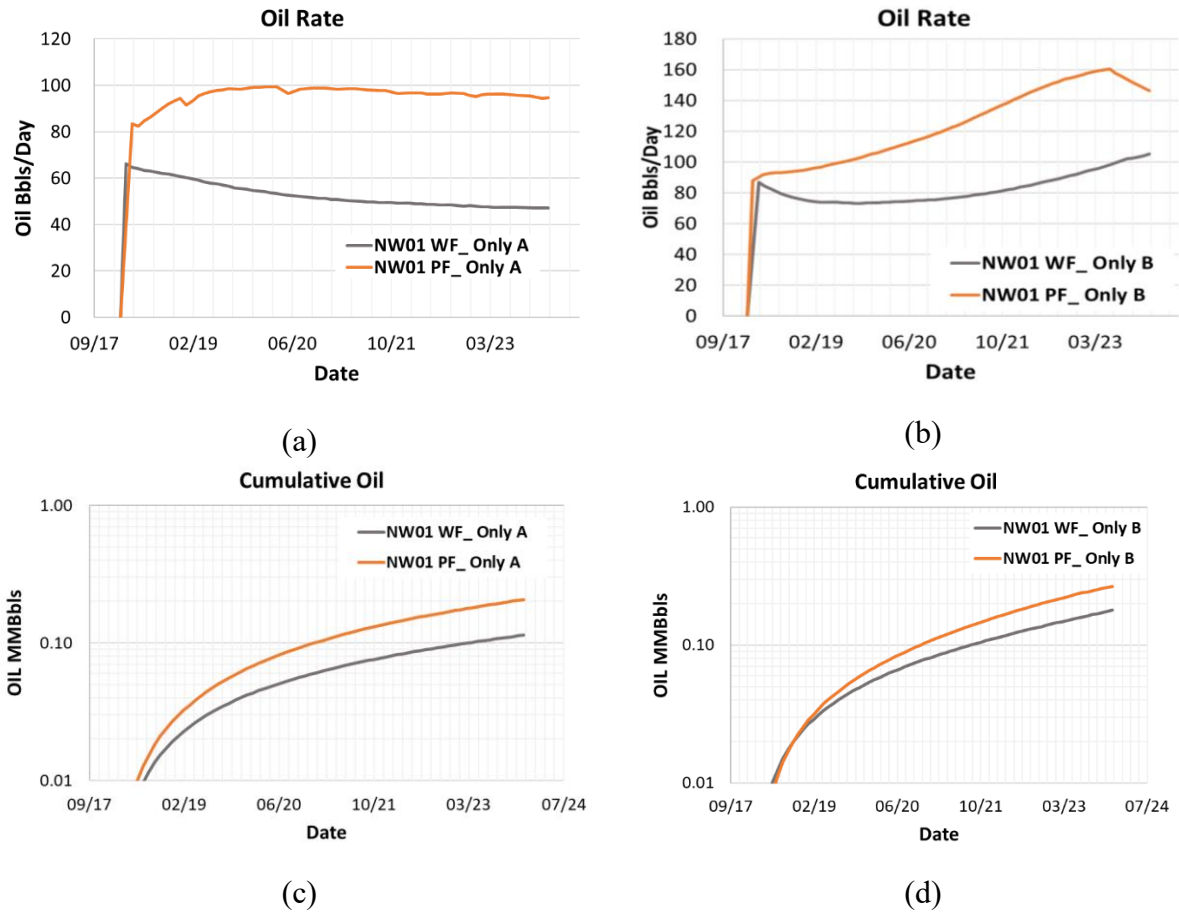 Oil Rate
120
100
80
60
40
20
0
Oil Bbls/Day
NW01 WF_ Only A
NW01 PF_ Only A
09/17 02/19 06/20 10/21 03/23
Date
(a)
Oil Rate
180
160
140
120
100
80
60
40
20
0
Oil Bbls/Day
NW01 WF_ Only B
NW01 PF_ Only B
09/17 02/19 06/20 10/21 03/23
Date
(b)
Cumulative Oil
1.00
0.10
0.01
OIL MMBbls
NW01 WF_ Only A
NW01 PF_ Only A
09/17 02/19 06/20 10/21 03/23 07/24
Date
(c)
Cumulative Oil
1.00
0.10
0.01
OIL MMBbls
NW01 WF_ Only B
NW01 PF_ Only B
09/17 02/19 06/20 10/21 03/23 07/24
Date
(d)